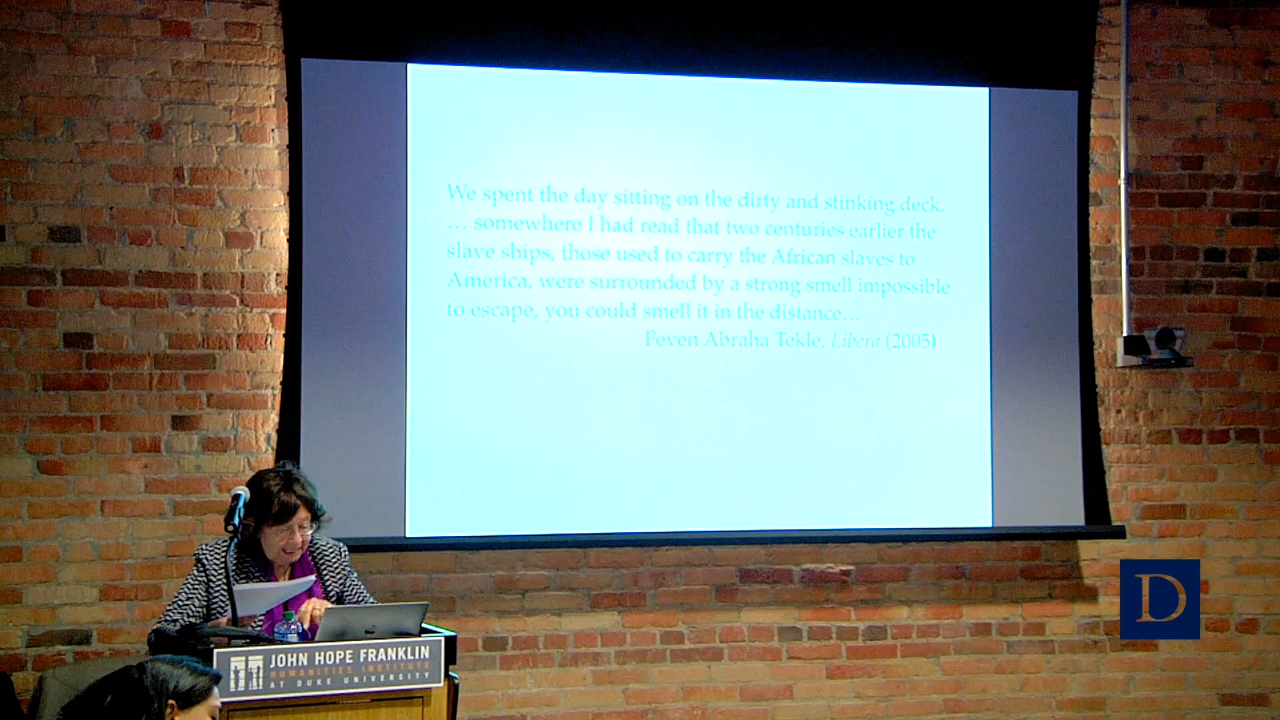 We spent the day sitting on the dirty and stinking deck.
… somewhere I had read that two centuries earlier the
slave ships, those used to carry the African slaves to
America, were surrounded by a strong smell impossible
to escape, you could smell it in the distance…
Feven Abraha Tekle, Libera (2005)
JOHN HOPE FRANKLIN
HUMANITIES INSTITUTE
AT DUKE UNIVERSITY
D